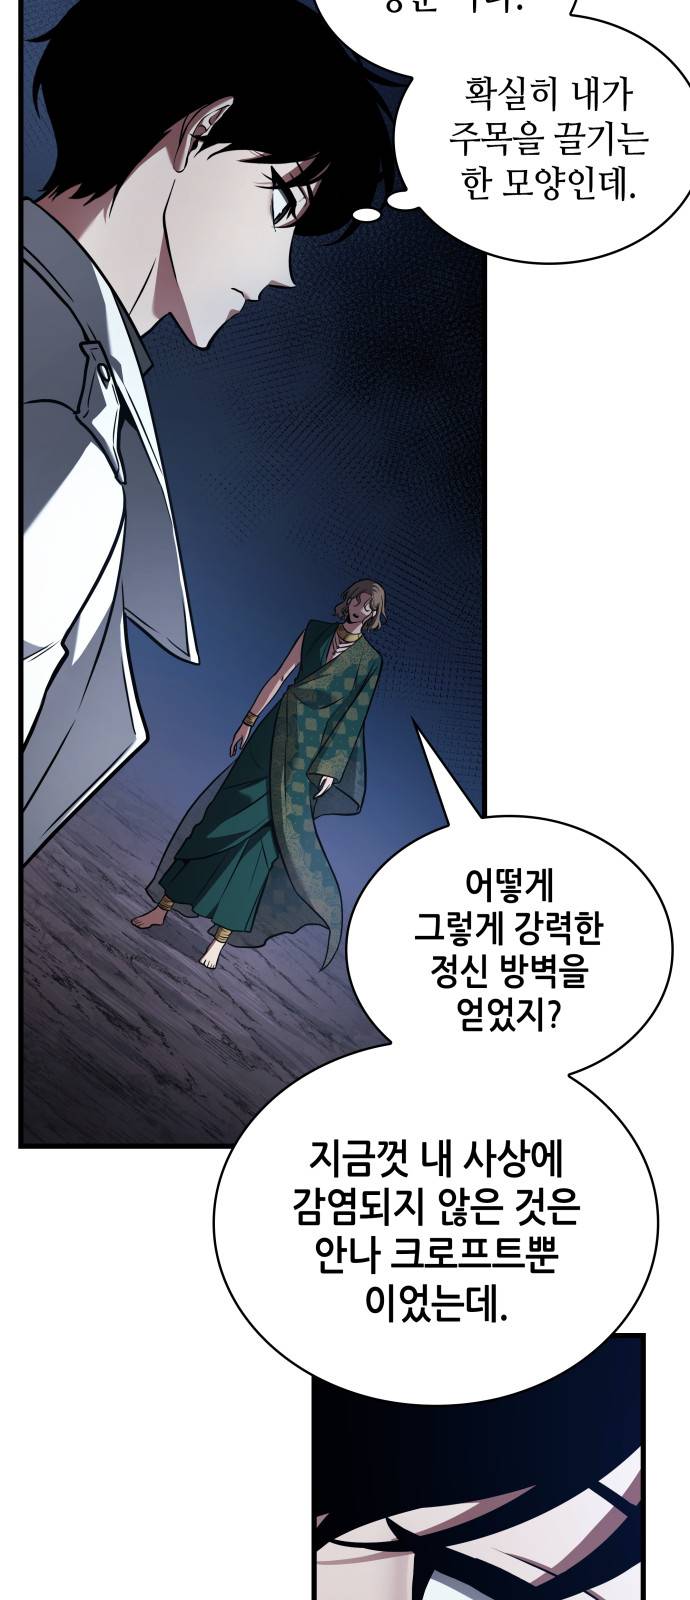 확실히 내가
주목을 끌기는
한 모양인데.
어떻게
그렇게 강력한
정신 방벽을
얻었지?
지금껏 내 사상에
감염되지 않은 것은
안나 크로프트뿐
이었는데.